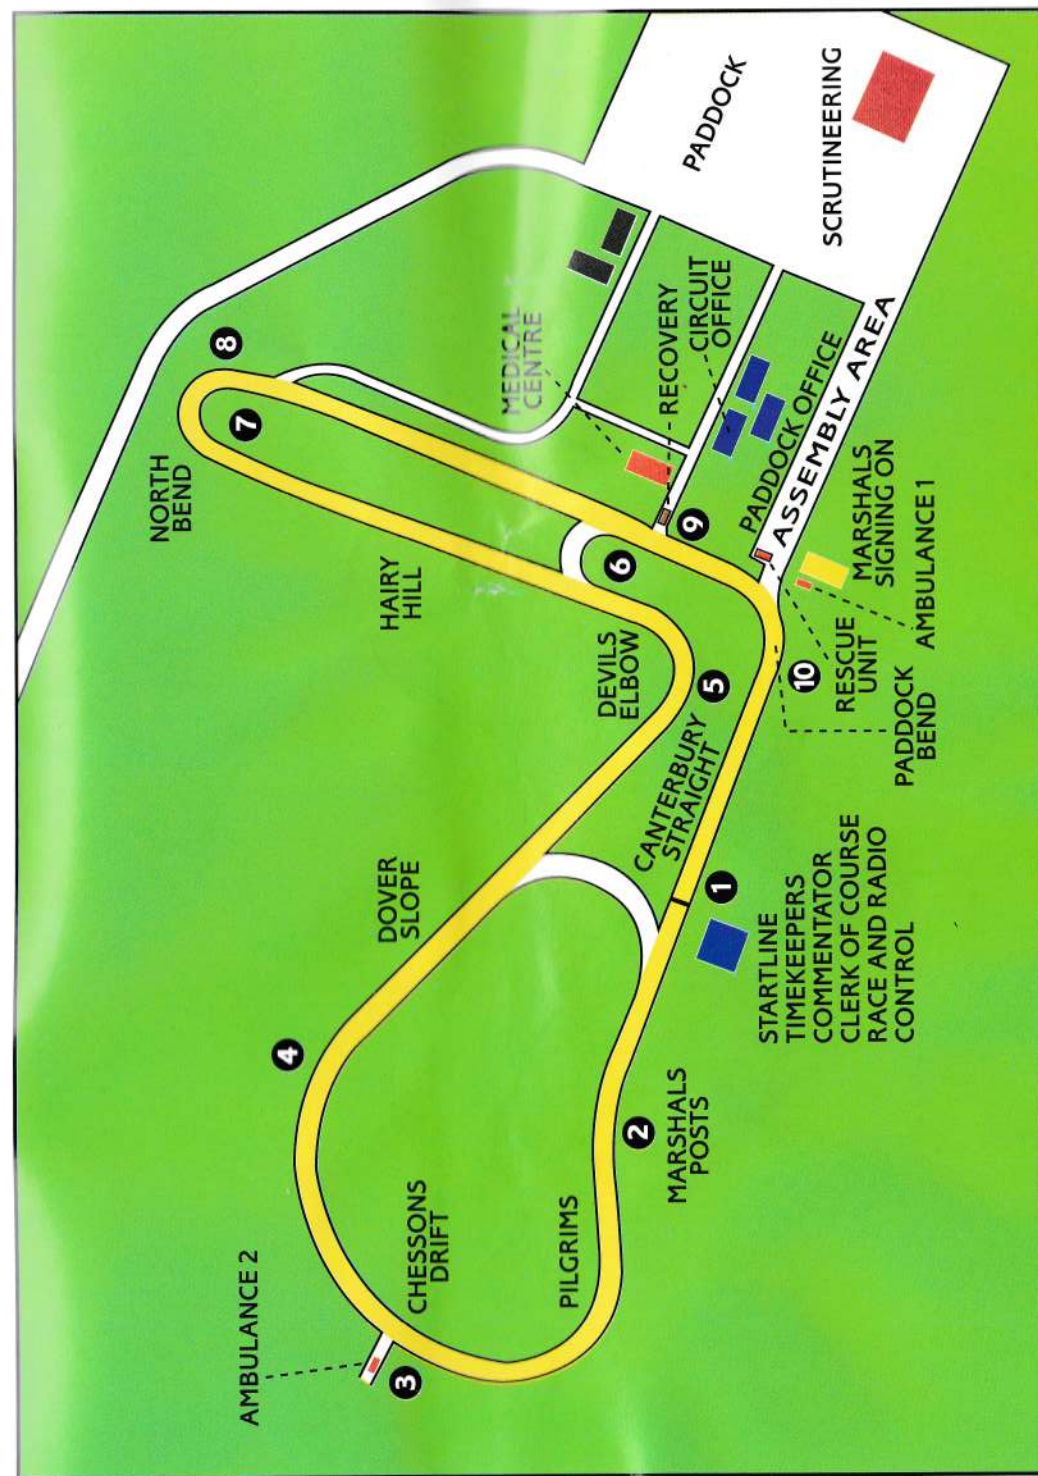 AMBULANCE 2
3
CHESSONS
DRIFT
4
DOVER
SLOPE
PILGRIMS
2
MARSHALS
POSTS
STARTLINE
TIMEKEEPERS
COMMENTATOR
CLERK OF COURSE
RACE AND RADIO
CONTROL
1
CANTERBURY
STRAIGHT
5
DEVILS
ELBOW
HAIRY
HILL
NORTH
BEND
7
8
6
9
10
PADDOCK
BEND
RESCUE
UNIT
AMBULANCE 1
MARSHALS
SIGNING ON
ASSEMBLY AREA
PADDOCK OFFICE
MEDICAL
CENTRE
RECOVERY
CIRCUIT
OFFICE
PADDOCK
SCRUTINEERING